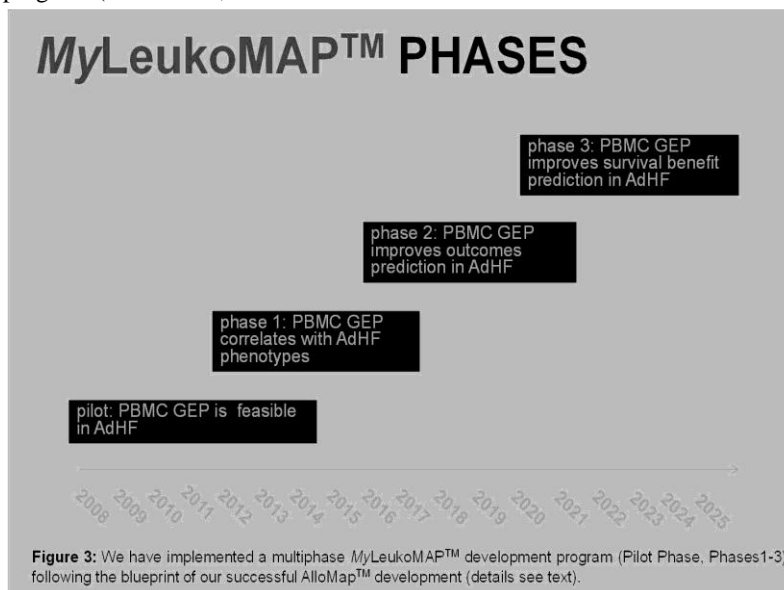 MyLeukoMAP™ PHASES
phase 3: PBMC GEP
improves survival benefit
prediction in AdHF
phase 2: PBMC GEP
improves outcomes
prediction in AdHF
phase 1: PBMC GEP
correlates with AdHF
phenotypes
pilot: PBMC GEP is feasible
in AdHF
2008 2009 2010 2011 2012 2013 2014 2015 2016 2017 2018 2019 2020 2021 2022 2023 2024 2025
Figure 3: We have implemented a multiphase MyLeukoMAP™ development program (Pilot Phase, Phases1-3)
following the blueprint of our successful AlloMap™ development (details see text).